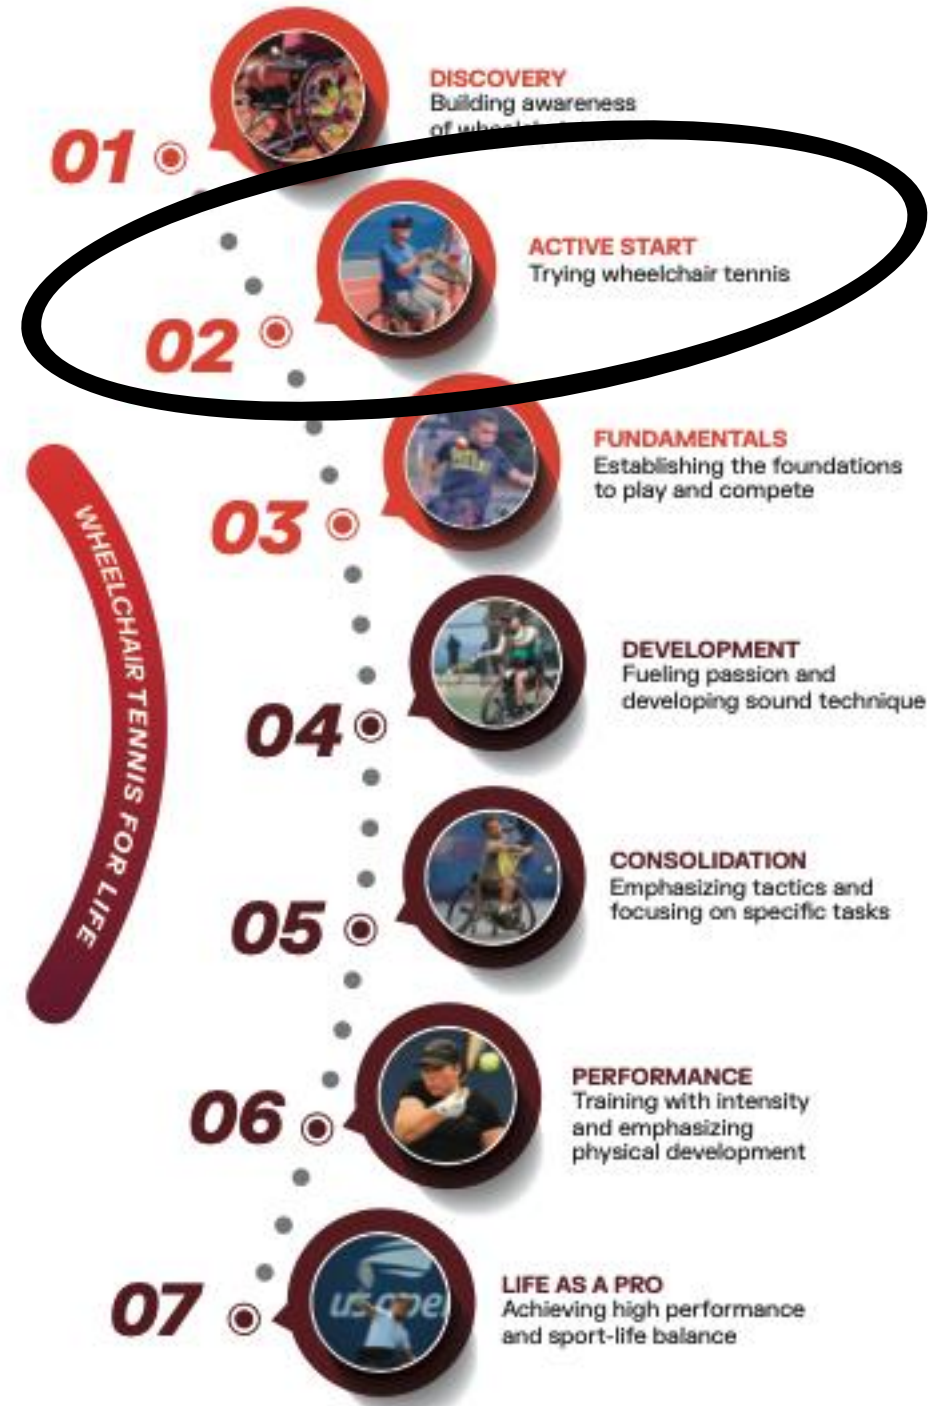 DISCOVERY
Building awareness
of
01
ACTIVE START
Trying wheelchair tennis
02
FUNDAMENTALS
Establishing the foundations
to play and compete
03
WHEELCHAIR TENNIS FOR LIFE
DEVELOPMENT
Fueling passion and
developing sound technique
04
CONSOLIDATION
Emphasizing tactics and
focusing on specific tasks
05
PERFORMANCE
Training with intensity
and emphasizing
physical development
06
LIFE AS A PRO
Achieving high performance
and sport-life balance
07
us ope